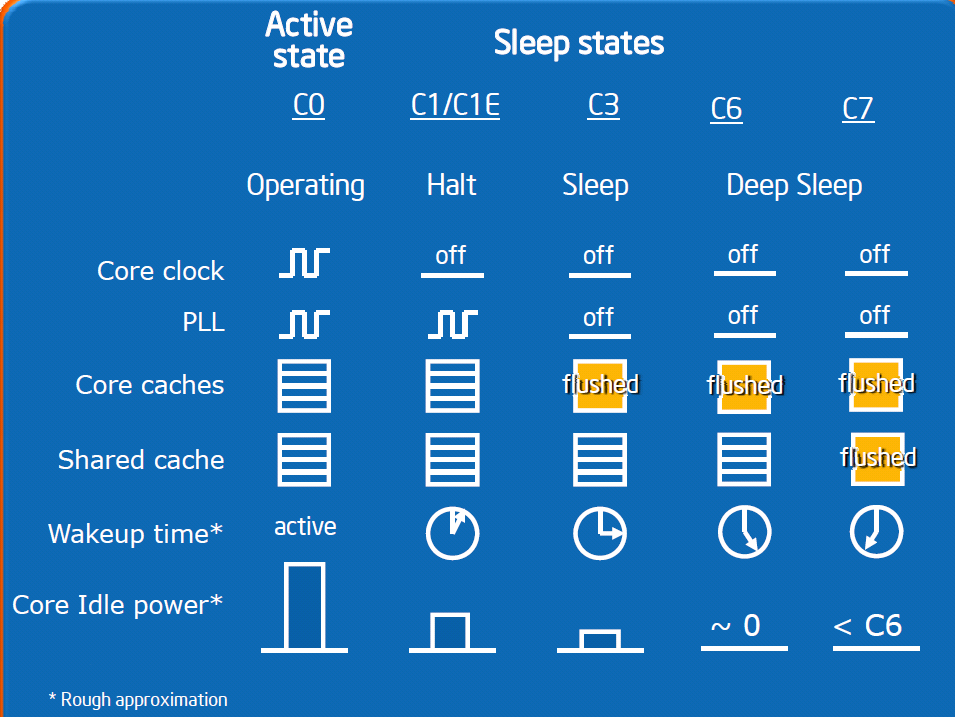 Active state
Sleep states
C0 C1/C1E C3 C6 C7
Operating Halt Sleep Deep Sleep
Core clock off off off off
PLL off off off
Core caches flushed flushed flushed
Shared cache flushed
Wakeup time* active
Core Idle power* ~ 0 < C6
* Rough approximation